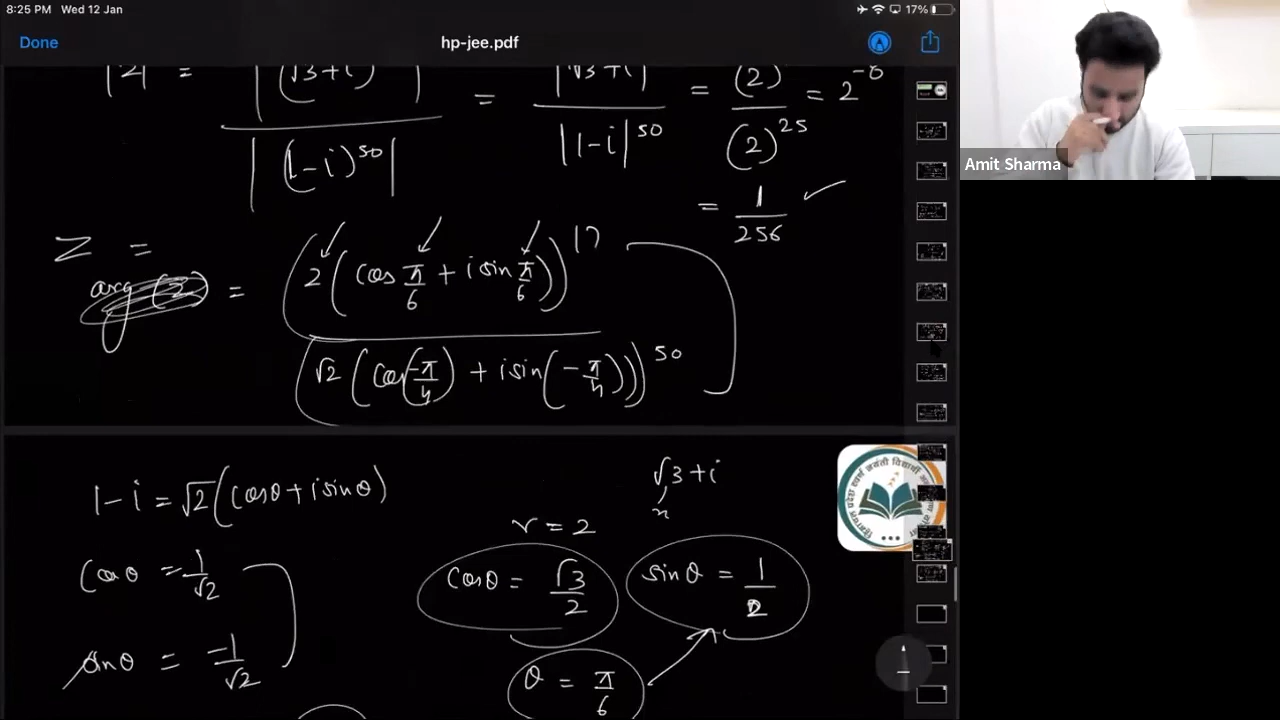 8:25 PM Wed 12 Jan
17%
Done
hp-jee.pdf
|z| = |(√3+i) | / |(1-i)^50| = |√3+i| / |1-i|^50 = (2) / (2)^25 = 2^-8
= 1/256
Z =
arg(z) = (2(cos π/6 + i sin π/6))^17
(√2(cos(-π/4) + i sin(-π/4)))^50
Amit Sharma
1-i = √2(cosθ + i sinθ)
√3+i
x
r = 2
cosθ = 1/√2
cosθ = √3/2
sinθ = 1/2
sinθ = -1/√2
θ = π/6